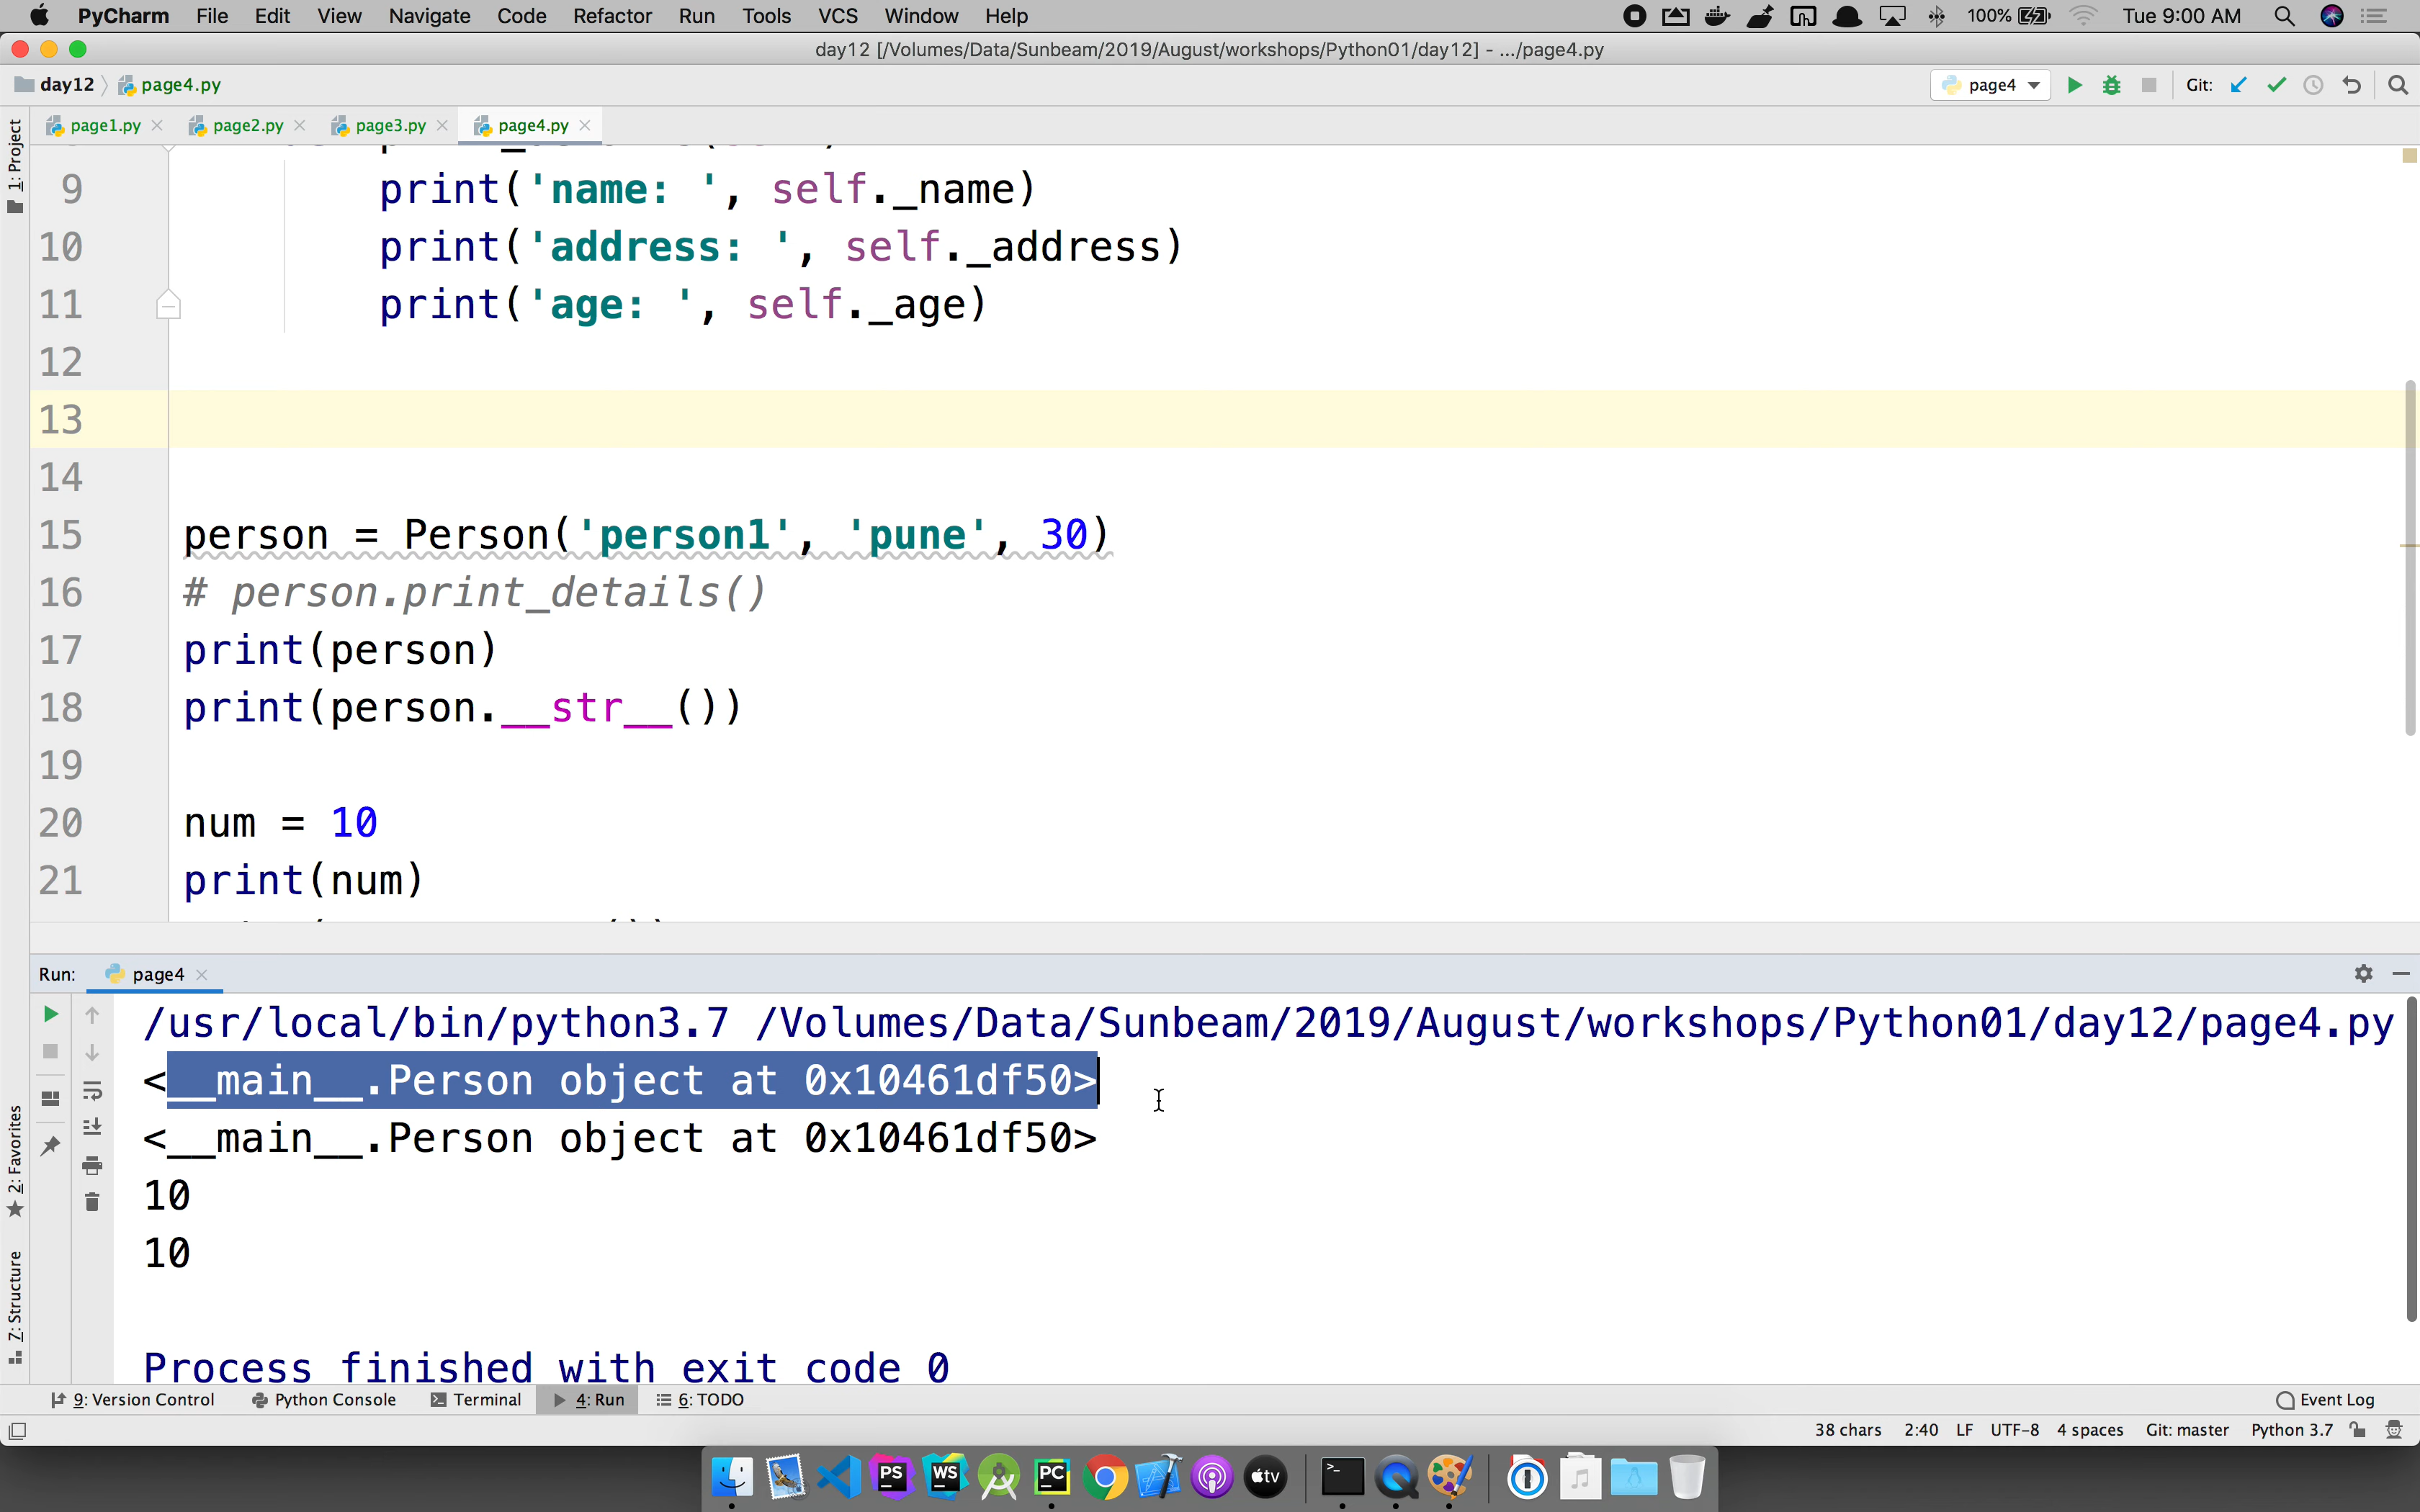 PyCharm File Edit View Navigate Code Refactor Run Tools VCS Window Help 100% Tue 9:00 AM
day12 [/Volumes/Data/Sunbeam/2019/August/workshops/Python01/day12] - .../page4.py
day12 page4.py page4 Git:
page1.py page2.py page3.py page4.py
1: Project
9 print('name: ', self._name)
10 print('address: ', self._address)
11 print('age: ', self._age)
12
13
14
15 person = Person('person1', 'pune', 30)
16 # person.print_details()
17 print(person)
18 print(person.__str__())
19
20 num = 10
21 print(num)
Run: page4
/usr/local/bin/python3.7 /Volumes/Data/Sunbeam/2019/August/workshops/Python01/day12/page4.py
<__main__.Person object at 0x10461df50>
<__main__.Person object at 0x10461df50>
10
10
Process finished with exit code 0
2: Favorites
7: Structure
9: Version Control Python Console Terminal 4: Run 6: TODO Event Log
38 chars 2:40 LF UTF-8 4 spaces Git: master Python 3.7
PS WS PC tv